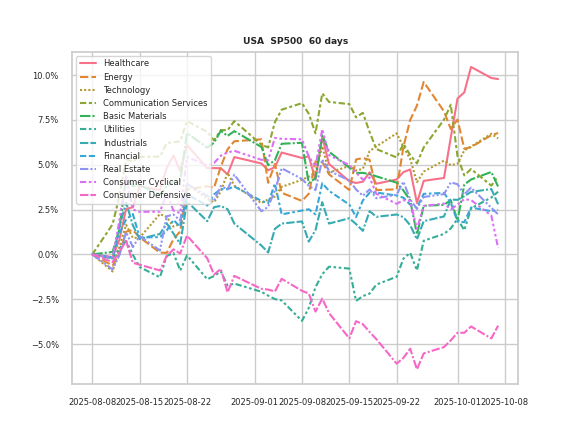 USA SP500 60 days
10.0%
7.5%
5.0%
2.5%
0.0%
−2.5%
−5.0%
Healthcare
Energy
Technology
Communication Services
Basic Materials
Utilities
Industrials
Financial
Real Estate
Consumer Cyclical
Consumer Defensive
2025-08-08 2025-08-15 2025-08-22 2025-09-01 2025-09-08 2025-09-15 2025-09-22 2025-10-01 2025-10-08